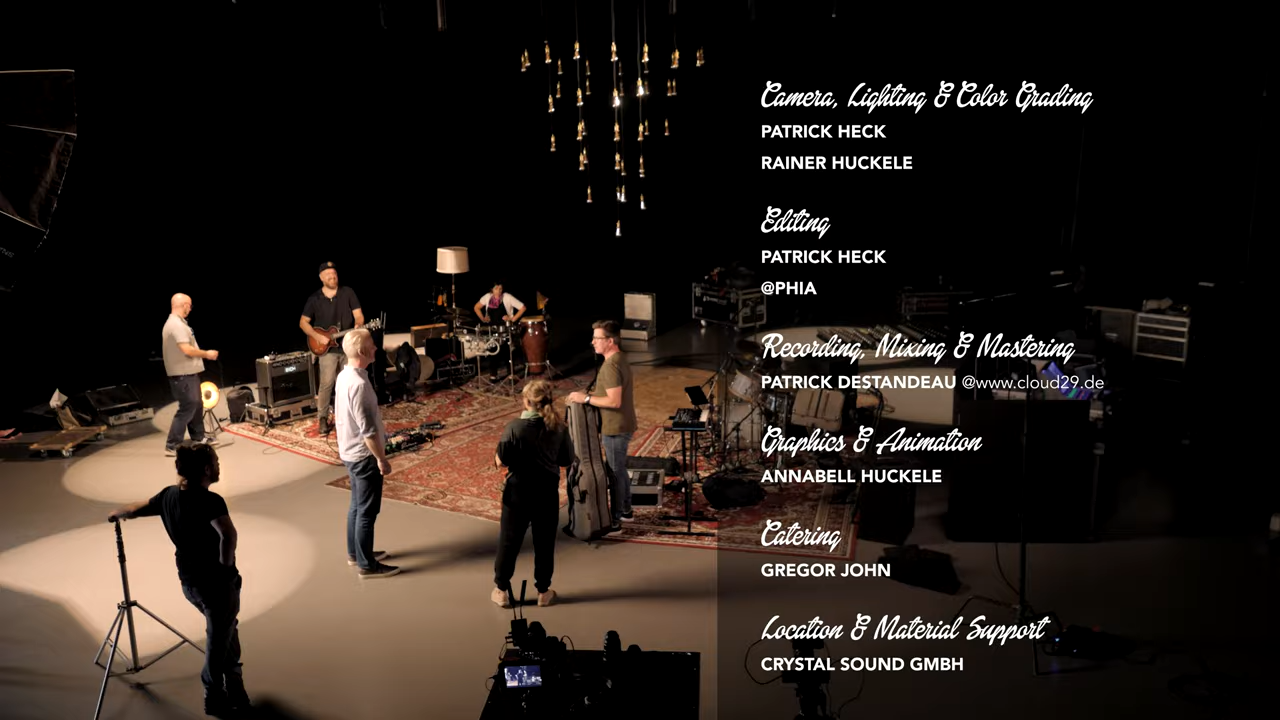 Camera, Lighting & Color Grading
PATRICK HECK
RAINER HUCKELE
Editing
PATRICK HECK
@PHIA
Recording, Mixing & Mastering
PATRICK DESTANDEAU @www.cloud29.de
Graphics & Animation
ANNABELL HUCKELE
Catering
GREGOR JOHN
Location & Material Support
CRYSTAL SOUND GMBH